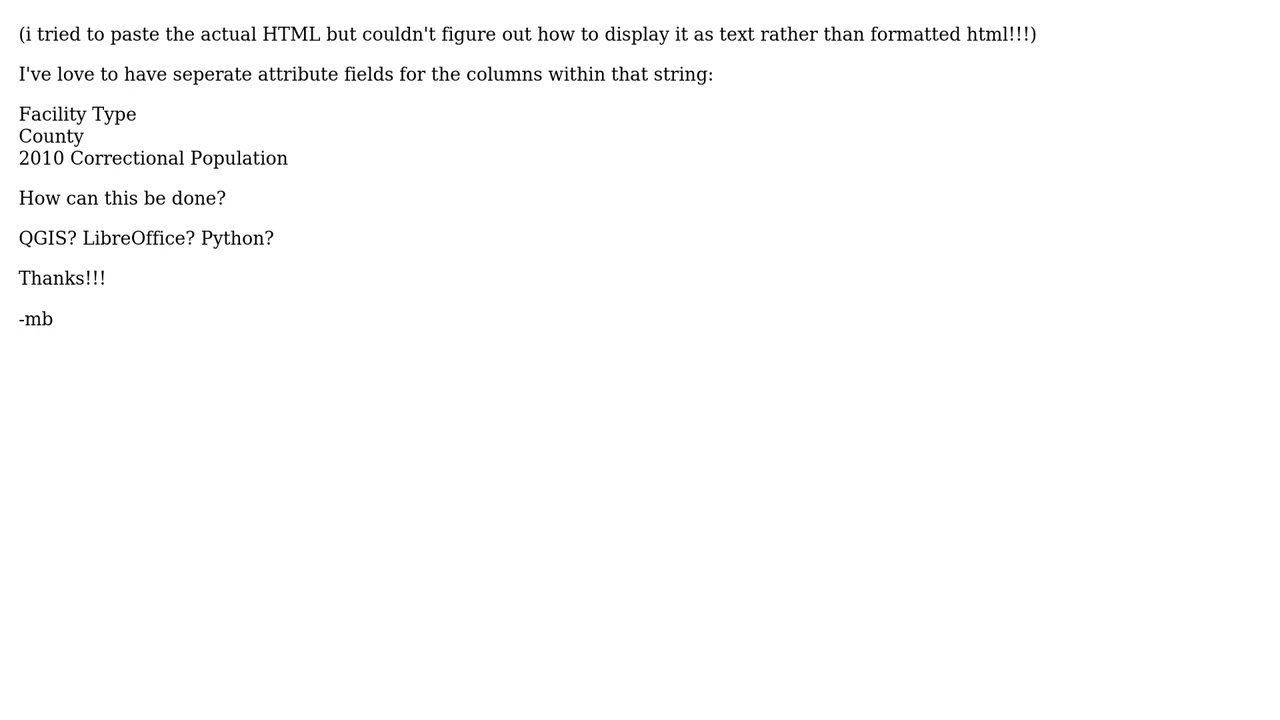 (i tried to paste the actual HTML but couldn't figure out how to display it as text rather than formatted html!!!)
I've love to have seperate attribute fields for the columns within that string:
Facility Type
County
2010 Correctional Population
How can this be done?
QGIS? LibreOffice? Python?
Thanks!!!
-mb